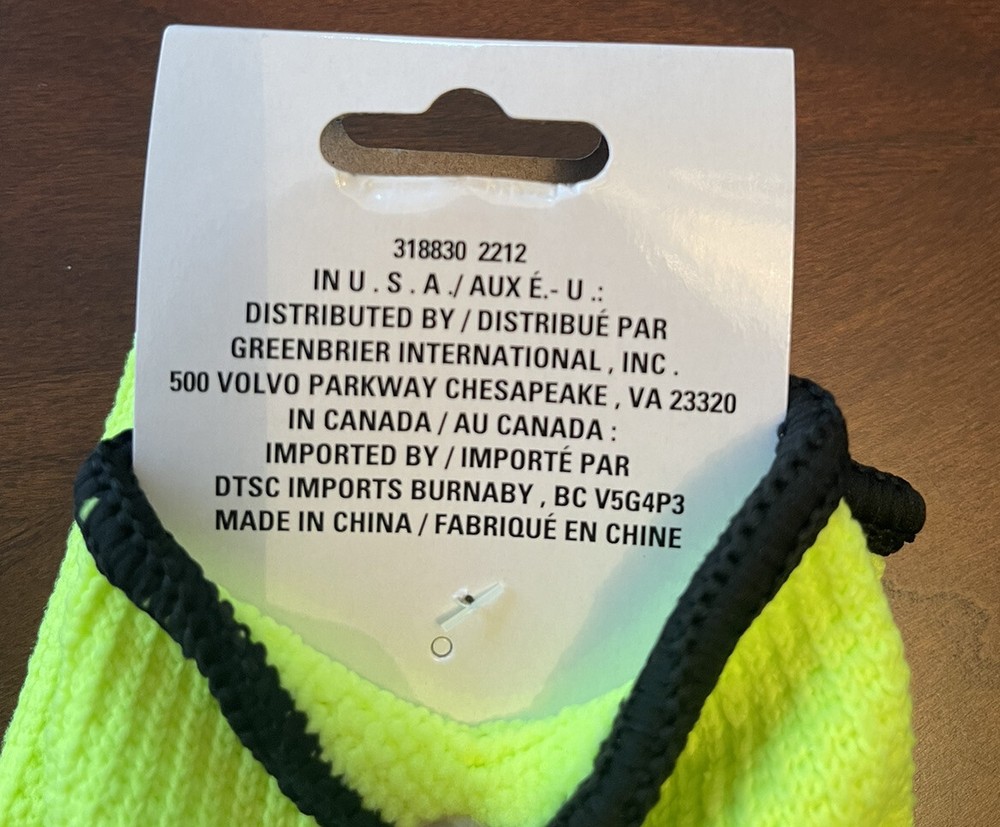 318830 2212
IN U . S . A ./ AUX É.- U .:
DISTRIBUTED BY / DISTRIBUÉ PAR
GREENBRIER INTERNATIONAL , INC .
500 VOLVO PARKWAY CHESAPEAKE , VA 23320
IN CANADA / AU CANADA :
IMPORTED BY / IMPORTÉ PAR
DTSC IMPORTS BURNABY , BC V5G4P3
MADE IN CHINA / FABRIQUÉ EN CHINE